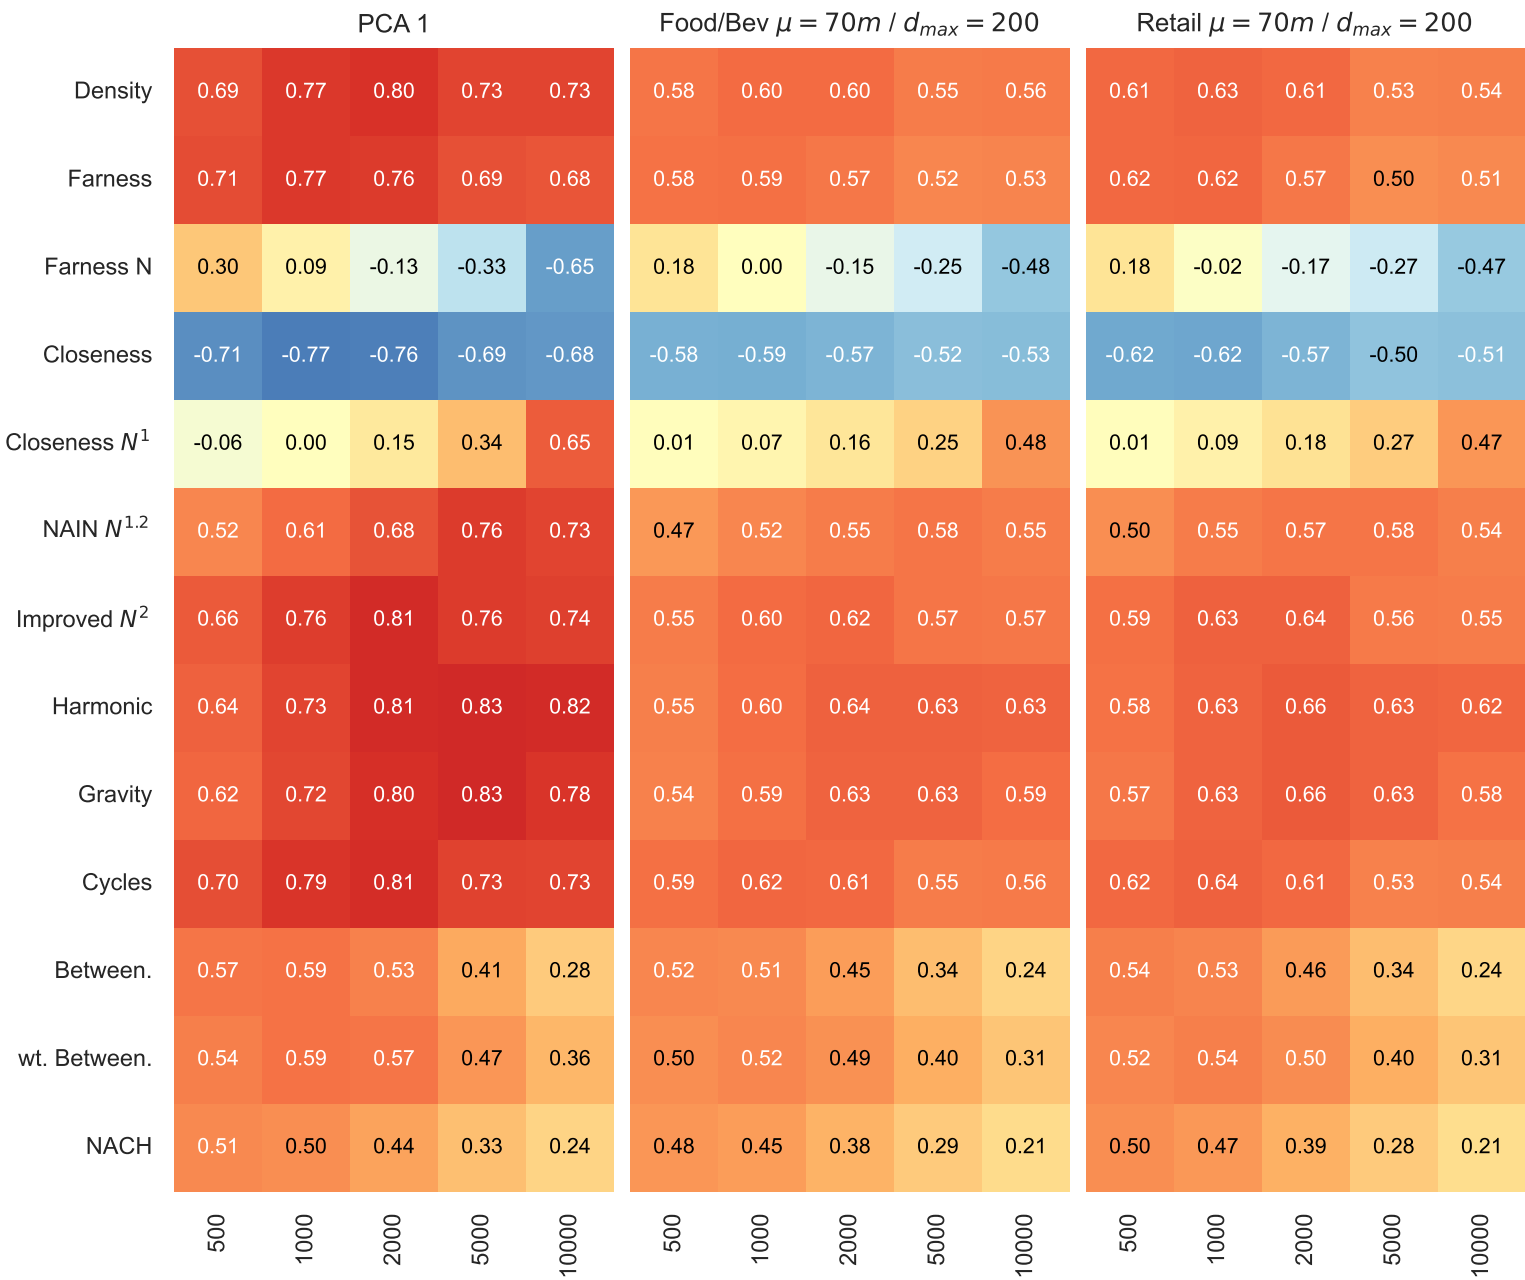 PCA 1 Food/Bev μ = 70m / dmax = 200 Retail μ = 70m / dmax = 200
Density 0.69 0.77 0.80 0.73 0.73 0.58 0.60 0.60 0.55 0.56 0.61 0.63 0.61 0.53 0.54
Farness 0.71 0.77 0.76 0.69 0.68 0.58 0.59 0.57 0.52 0.53 0.62 0.62 0.57 0.50 0.51
Farness N 0.30 0.09 -0.13 -0.33 -0.65 0.18 0.00 -0.15 -0.25 -0.48 0.18 -0.02 -0.17 -0.27 -0.47
Closeness -0.71 -0.77 -0.76 -0.69 -0.68 -0.58 -0.59 -0.57 -0.52 -0.53 -0.62 -0.62 -0.57 -0.50 -0.51
Closeness N¹ -0.06 0.00 0.15 0.34 0.65 0.01 0.07 0.16 0.25 0.48 0.01 0.09 0.18 0.27 0.47
NAIN N^1.2 0.52 0.61 0.68 0.76 0.73 0.47 0.52 0.55 0.58 0.55 0.50 0.55 0.57 0.58 0.54
Improved N² 0.66 0.76 0.81 0.76 0.74 0.55 0.60 0.62 0.57 0.57 0.59 0.63 0.64 0.56 0.55
Harmonic 0.64 0.73 0.81 0.83 0.82 0.55 0.60 0.64 0.63 0.63 0.58 0.63 0.66 0.63 0.62
Gravity 0.62 0.72 0.80 0.83 0.78 0.54 0.59 0.63 0.63 0.59 0.57 0.63 0.66 0.63 0.58
Cycles 0.70 0.79 0.81 0.73 0.73 0.59 0.62 0.61 0.55 0.56 0.62 0.64 0.61 0.53 0.54
Between. 0.57 0.59 0.53 0.41 0.28 0.52 0.51 0.45 0.34 0.24 0.54 0.53 0.46 0.34 0.24
wt. Between. 0.54 0.59 0.57 0.47 0.36 0.50 0.52 0.49 0.40 0.31 0.52 0.54 0.50 0.40 0.31
NACH 0.51 0.50 0.44 0.33 0.24 0.48 0.45 0.38 0.29 0.21 0.50 0.47 0.39 0.28 0.21
500 1000 2000 5000 10000 500 1000 2000 5000 10000 500 1000 2000 5000 10000